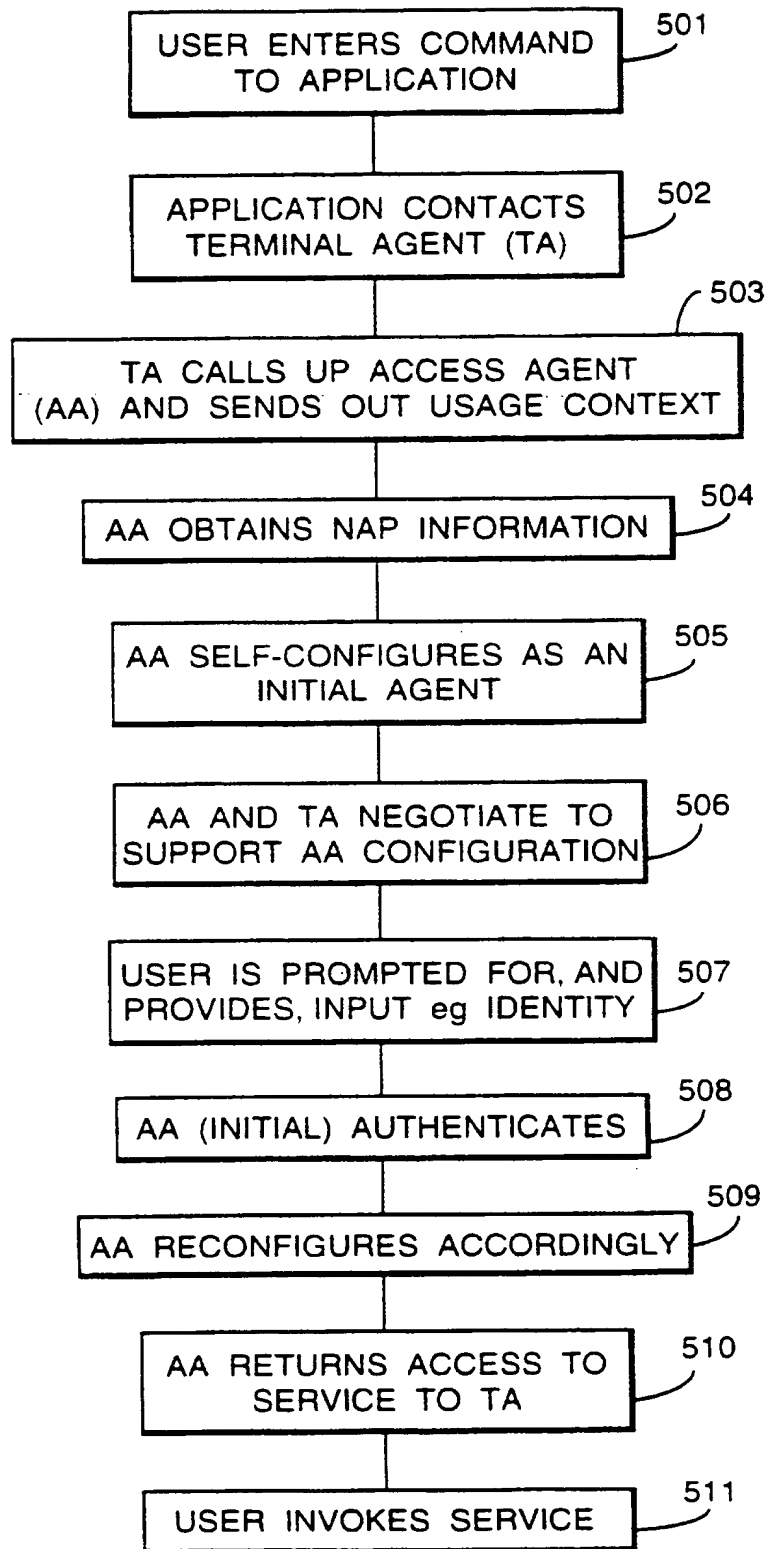 501
USER ENTERS COMMAND
TO APPLICATION
502
APPLICATION CONTACTS
TERMINAL AGENT (TA)
503
TA CALLS UP ACCESS AGENT
(AA) AND SENDS OUT USAGE CONTEXT
504
AA OBTAINS NAP INFORMATION
505
AA SELF-CONFIGURES AS AN
INITIAL AGENT
506
AA AND TA NEGOTIATE TO
SUPPORT AA CONFIGURATION
507
USER IS PROMPTED FOR, AND
PROVIDES, INPUT eg IDENTITY
508
AA (INITIAL) AUTHENTICATES
509
AA RECONFIGURES ACCORDINGLY
510
AA RETURNS ACCESS TO
SERVICE TO TA
511
USER INVOKES SERVICE